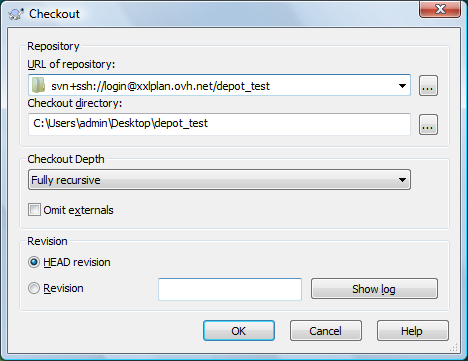 Checkout
Repository
URL of repository:
svn+ssh://login@xxlplan.ovh.net/depot_test
...
Checkout directory:
C:\Users\admin\Desktop\depot_test
...
Checkout Depth
Fully recursive
Omit externals
Revision
HEAD revision
Revision
Show log
OK
Cancel
Help